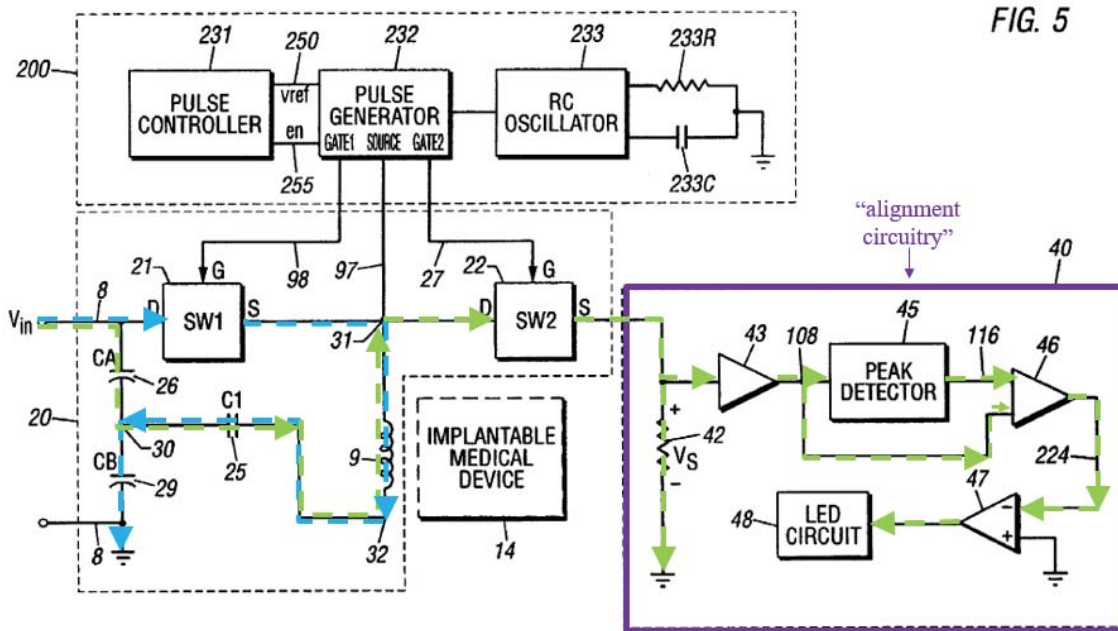 FIG. 5
200
231
250
232
233
233R
PULSE
CONTROLLER
vref
en
255
PULSE
GENERATOR
GATE1 SOURCE GATE2
RC
OSCILLATOR
233C
98
97
27
"alignment
circuitry"
40
21
G
22
G
8
Vin
D
SW1
S
31
D
SW2
S
43
108
45
PEAK
DETECTOR
116
46
CA
26
20
C1
25
30
CB
29
9
IMPLANTABLE
MEDICAL
DEVICE
14
+
42
VS
−
224
47
−
+
48
LED
CIRCUIT
8
32